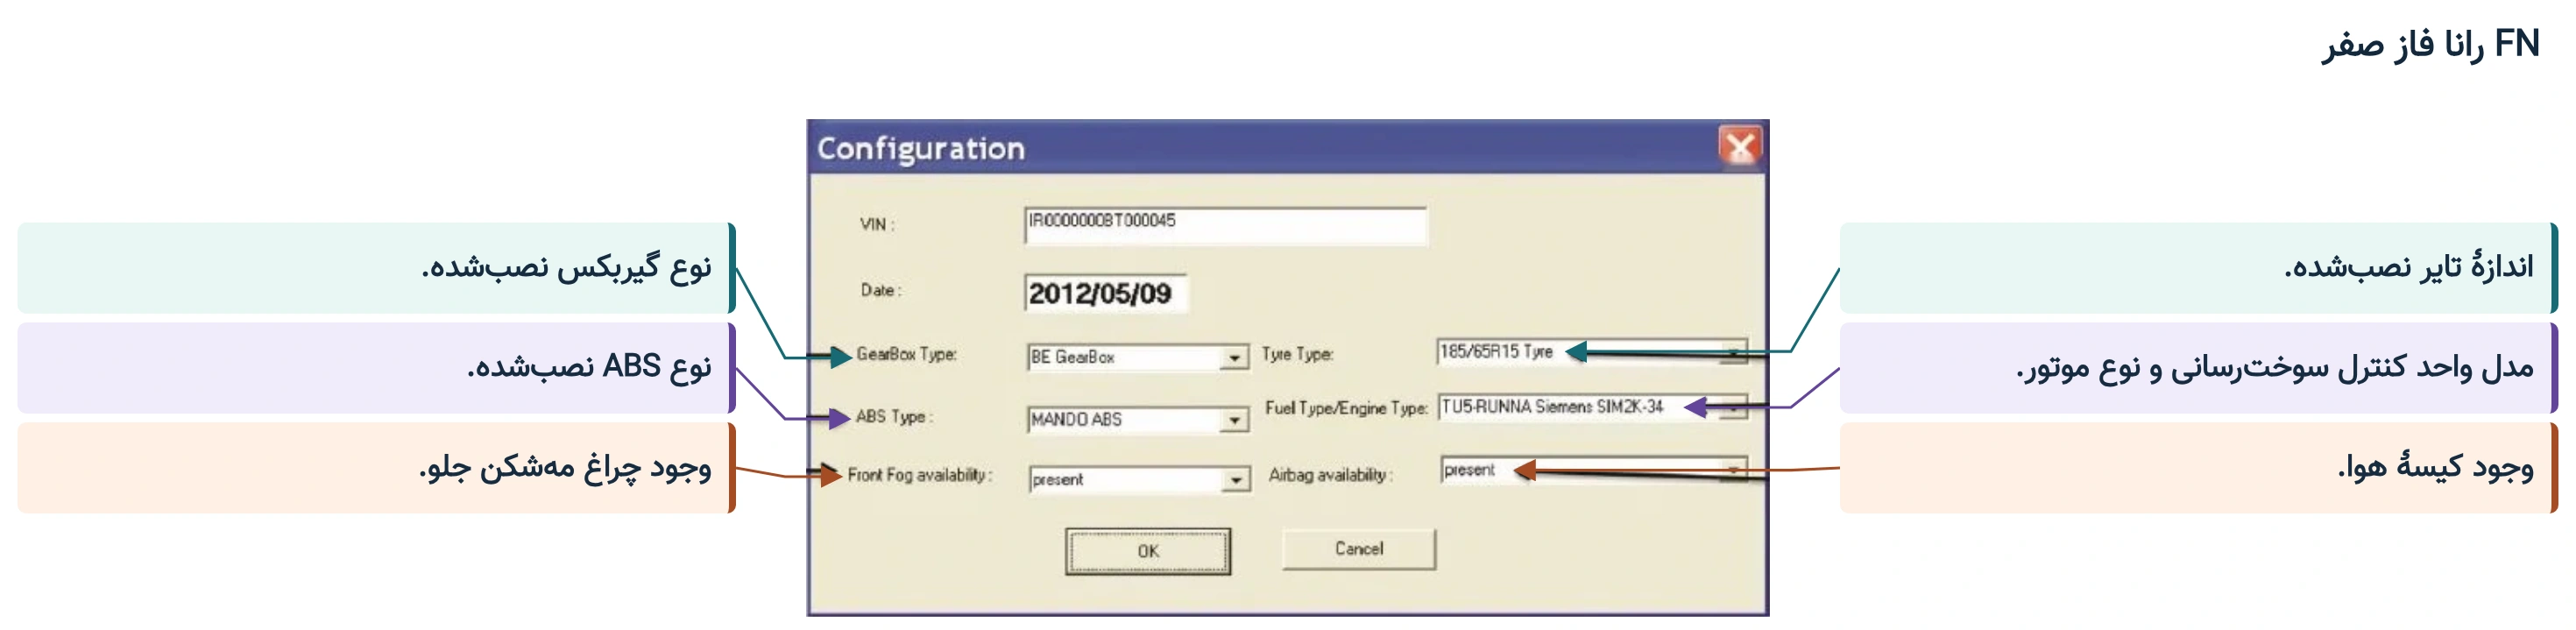 FN رانا فاز صفر
Configuration
VIN :
IR0000000BT000045
Date :
2012/05/09
GearBox Type:
BE GearBox
Tyre Type:
185/65R15 Tyre
ABS Type :
MANDO ABS
Fuel Type/Engine Type:
TU5-RUNNA Siemens SIM2K-34
Front Fog availability :
present
Airbag availability :
present
OK
Cancel
اندازهٔ تایر نصب‌شده.
مدل واحد کنترل سوخت‌رسانی و نوع موتور.
وجود کیسهٔ هوا.
نوع گیربکس نصب‌شده.
نوع ABS نصب‌شده.
وجود چراغ مه‌شکن جلو.